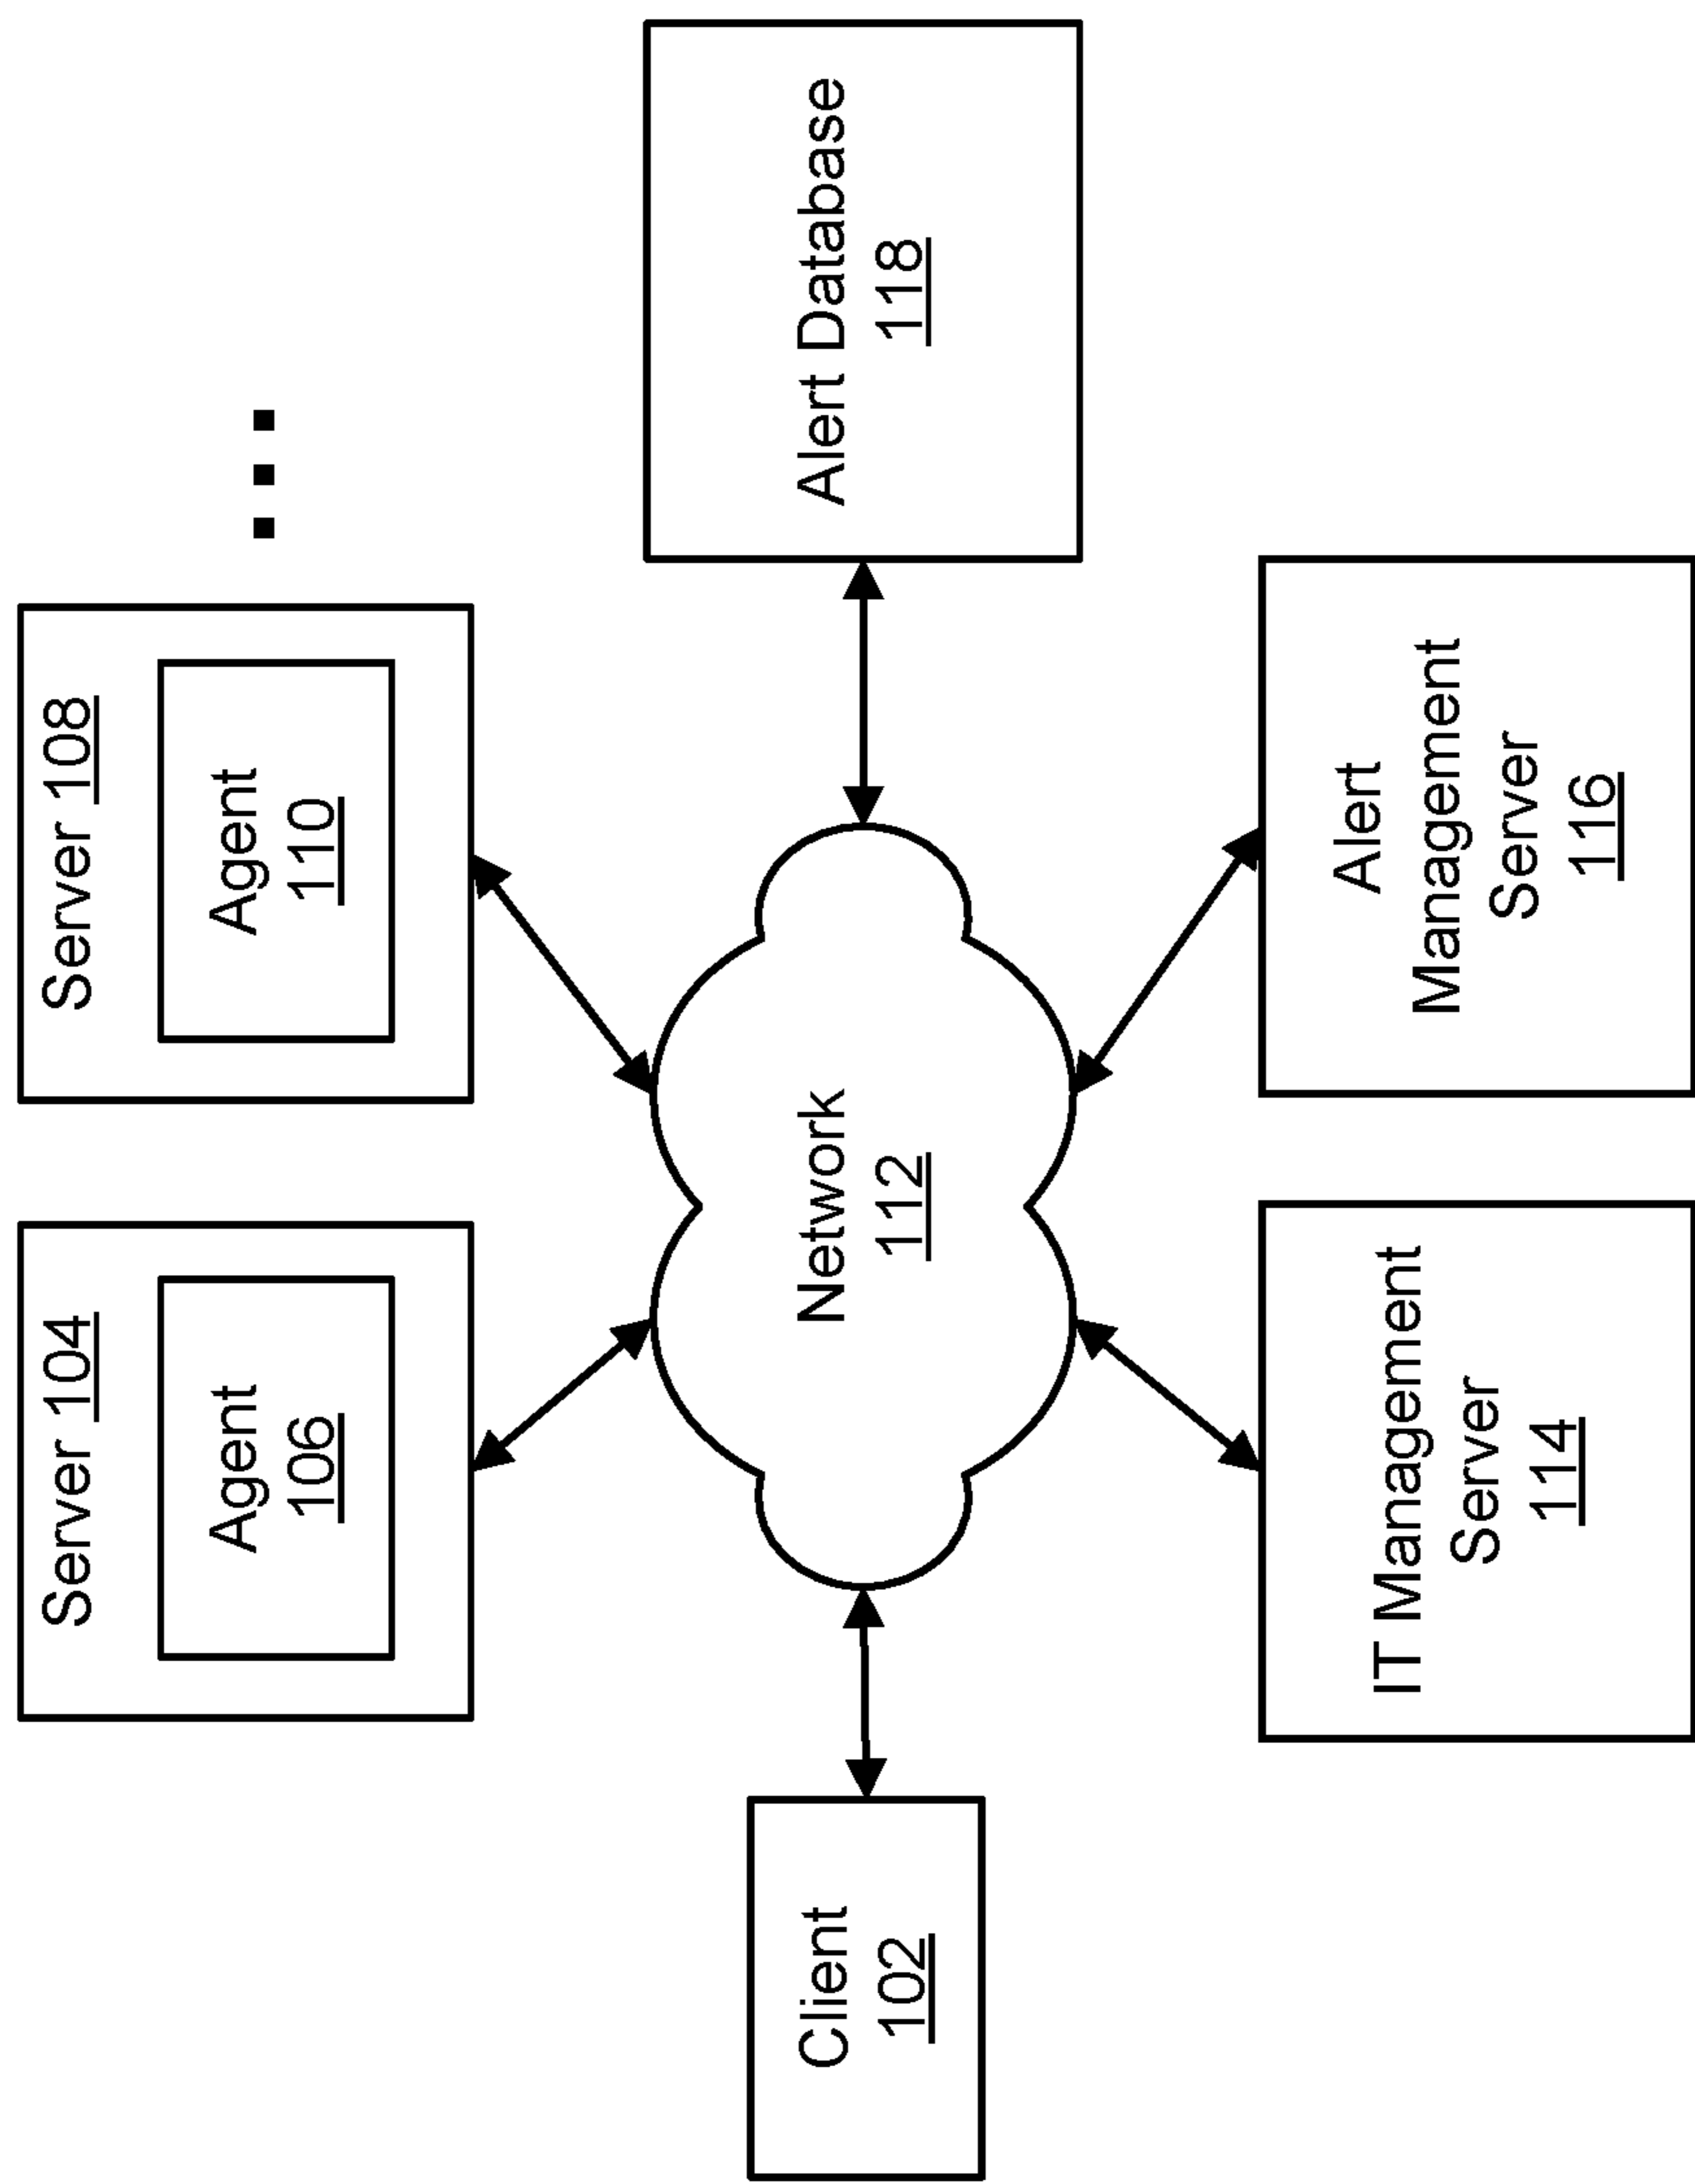 Server 104
Agent
106
Server 108
Agent
110
Client
102
Network
112
Alert Database
118
IT Management
Server
114
Alert
Management
Server
116